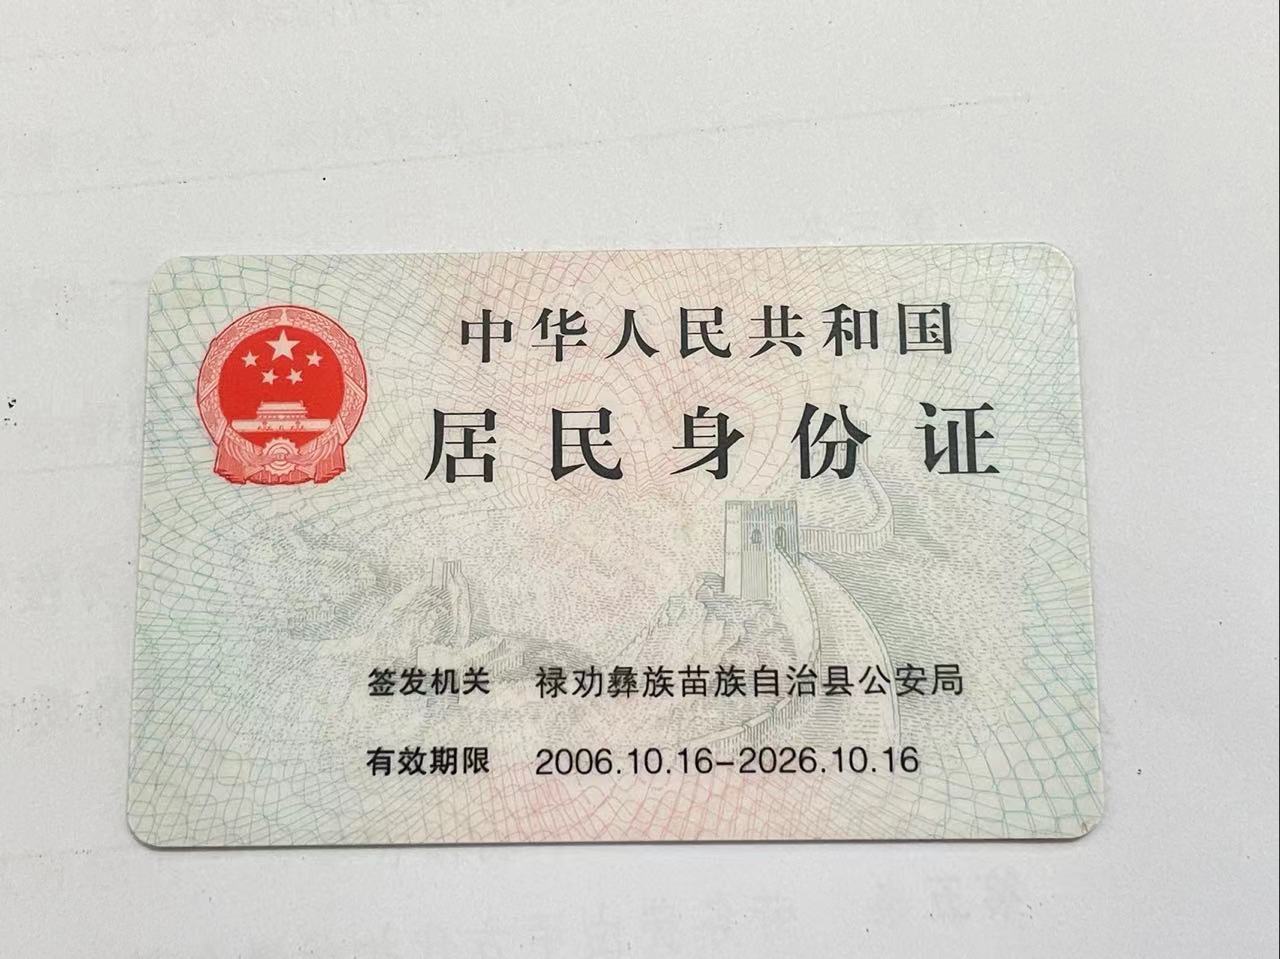 中华人民共和国
居民身份证
签发机关 禄劝彝族苗族自治县公安局
有效期限 2006.10.16-2026.10.16